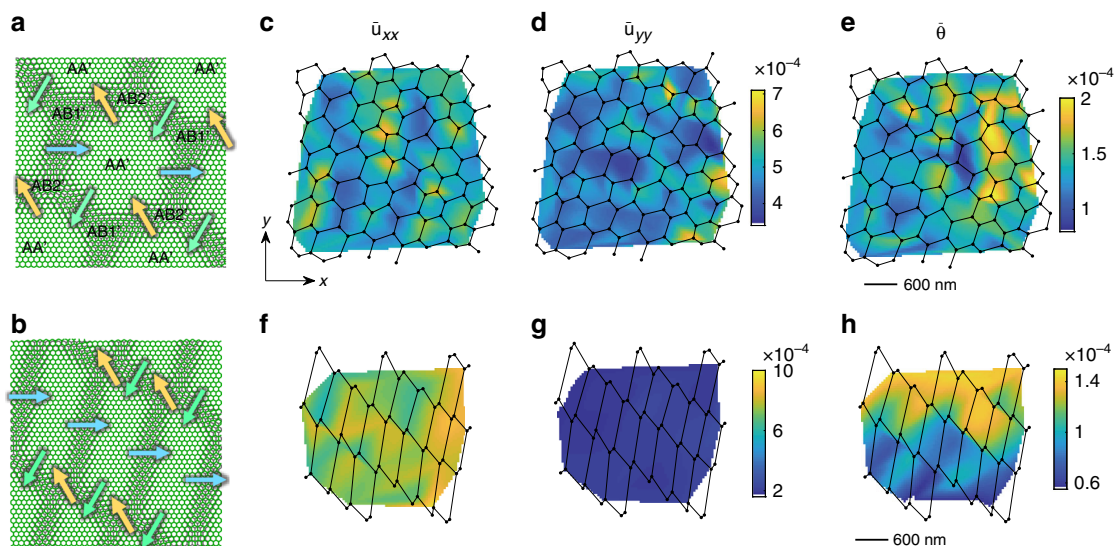 a
AA'
AA'
AB1
AB2'
AB1'
AA'
AB2'
AB2'
AB1
AA'
AA'
b
c
ūxx
y
x
d
ūyy
×10⁻⁴
7
6
5
4
e
θ̄
×10⁻⁴
2
1.5
1
600 nm
f
g
×10⁻⁴
10
6
2
h
×10⁻⁴
1.4
1
0.6
600 nm